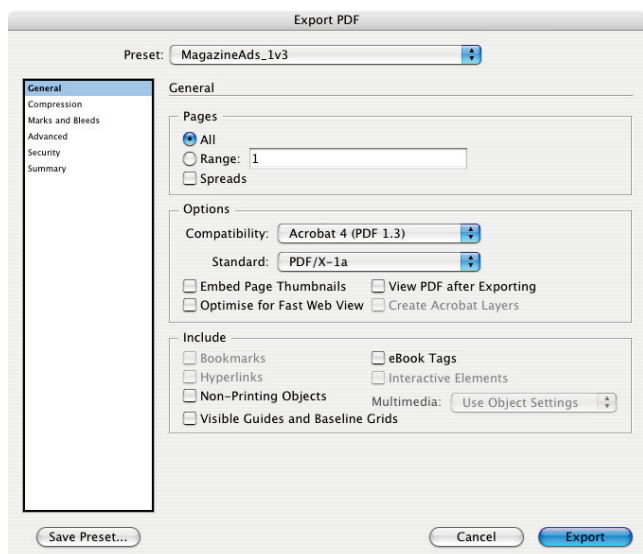 Export PDF
Preset: MagazineAds_1v3
General
Compression
Marks and Bleeds
Advanced
Security
Summary
General
Pages
All
Range: 1
Spreads
Options
Compatibility: Acrobat 4 (PDF 1.3)
Standard: PDF/X-1a
Embed Page Thumbnails View PDF after Exporting
Optimise for Fast Web View Create Acrobat Layers
Include
Bookmarks eBook Tags
Hyperlinks Interactive Elements
Non-Printing Objects Multimedia: Use Object Settings
Visible Guides and Baseline Grids
Save Preset... Cancel Export